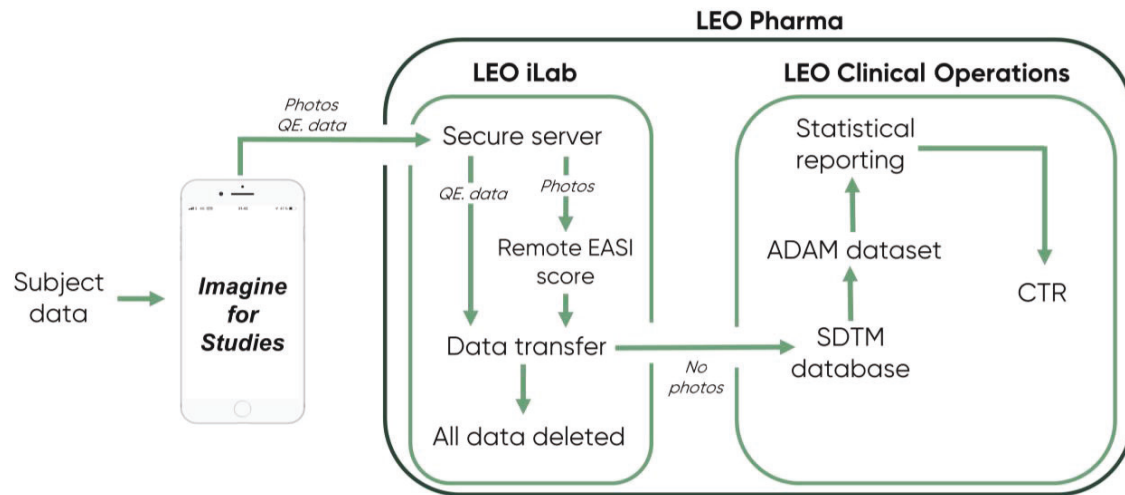 LEO Pharma
LEO iLab
LEO Clinical Operations
Photos
QE. data
Secure server
QE. data
Photos
Remote EASI
score
Data transfer
All data deleted
Subject
data
Imagine
for
Studies
No
photos
Statistical
reporting
ADAM dataset
SDTM
database
CTR